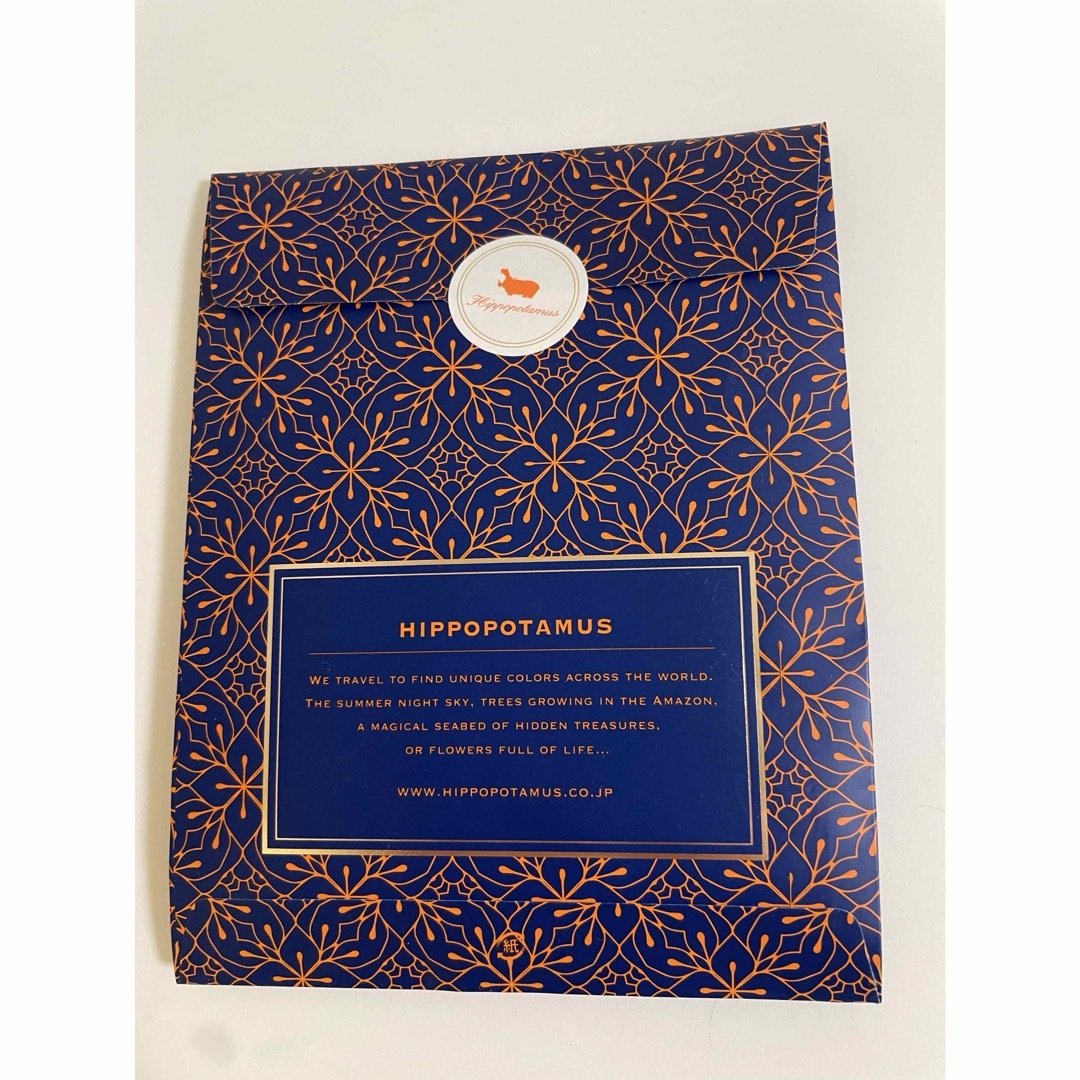 Hippopotamus
HIPPOPOTAMUS
WE TRAVEL TO FIND UNIQUE COLORS ACROSS THE WORLD.
THE SUMMER NIGHT SKY, TREES GROWING IN THE AMAZON,
A MAGICAL SEABED OF HIDDEN TREASURES,
OR FLOWERS FULL OF LIFE...
WWW.HIPPOPOTAMUS.CO.JP
紙